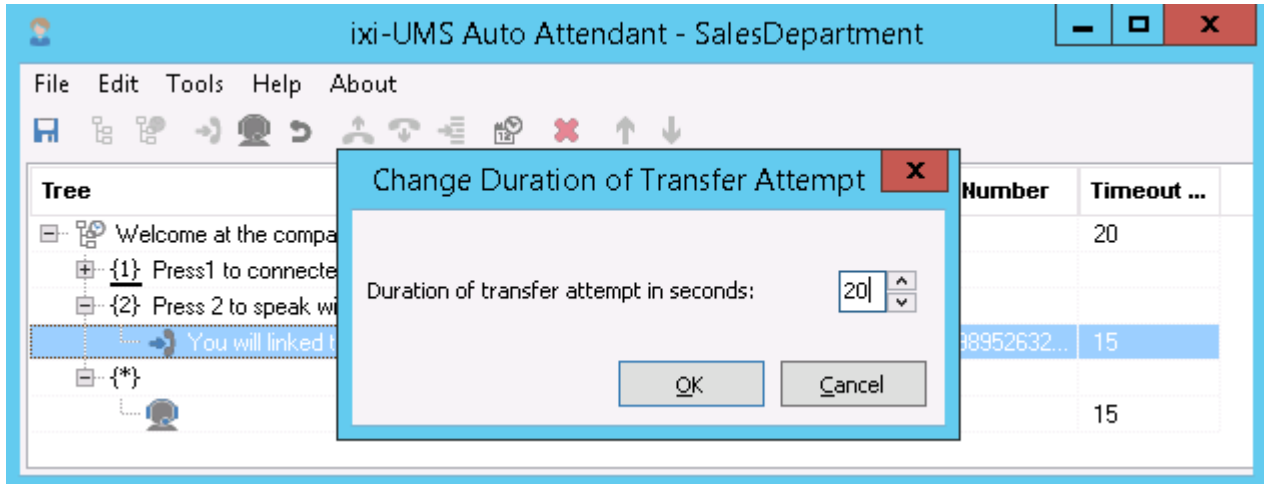 ixi-UMS Auto Attendant - SalesDepartment
File Edit Tools Help About
Change Duration of Transfer Attempt
Tree Number Timeout ...
Welcome at the compa 20
{1} Press1 to connecte
Duration of transfer attempt in seconds: 20
{2} Press 2 to speak wi
You will linked t 98952632... 15
{*}
OK Cancel
15